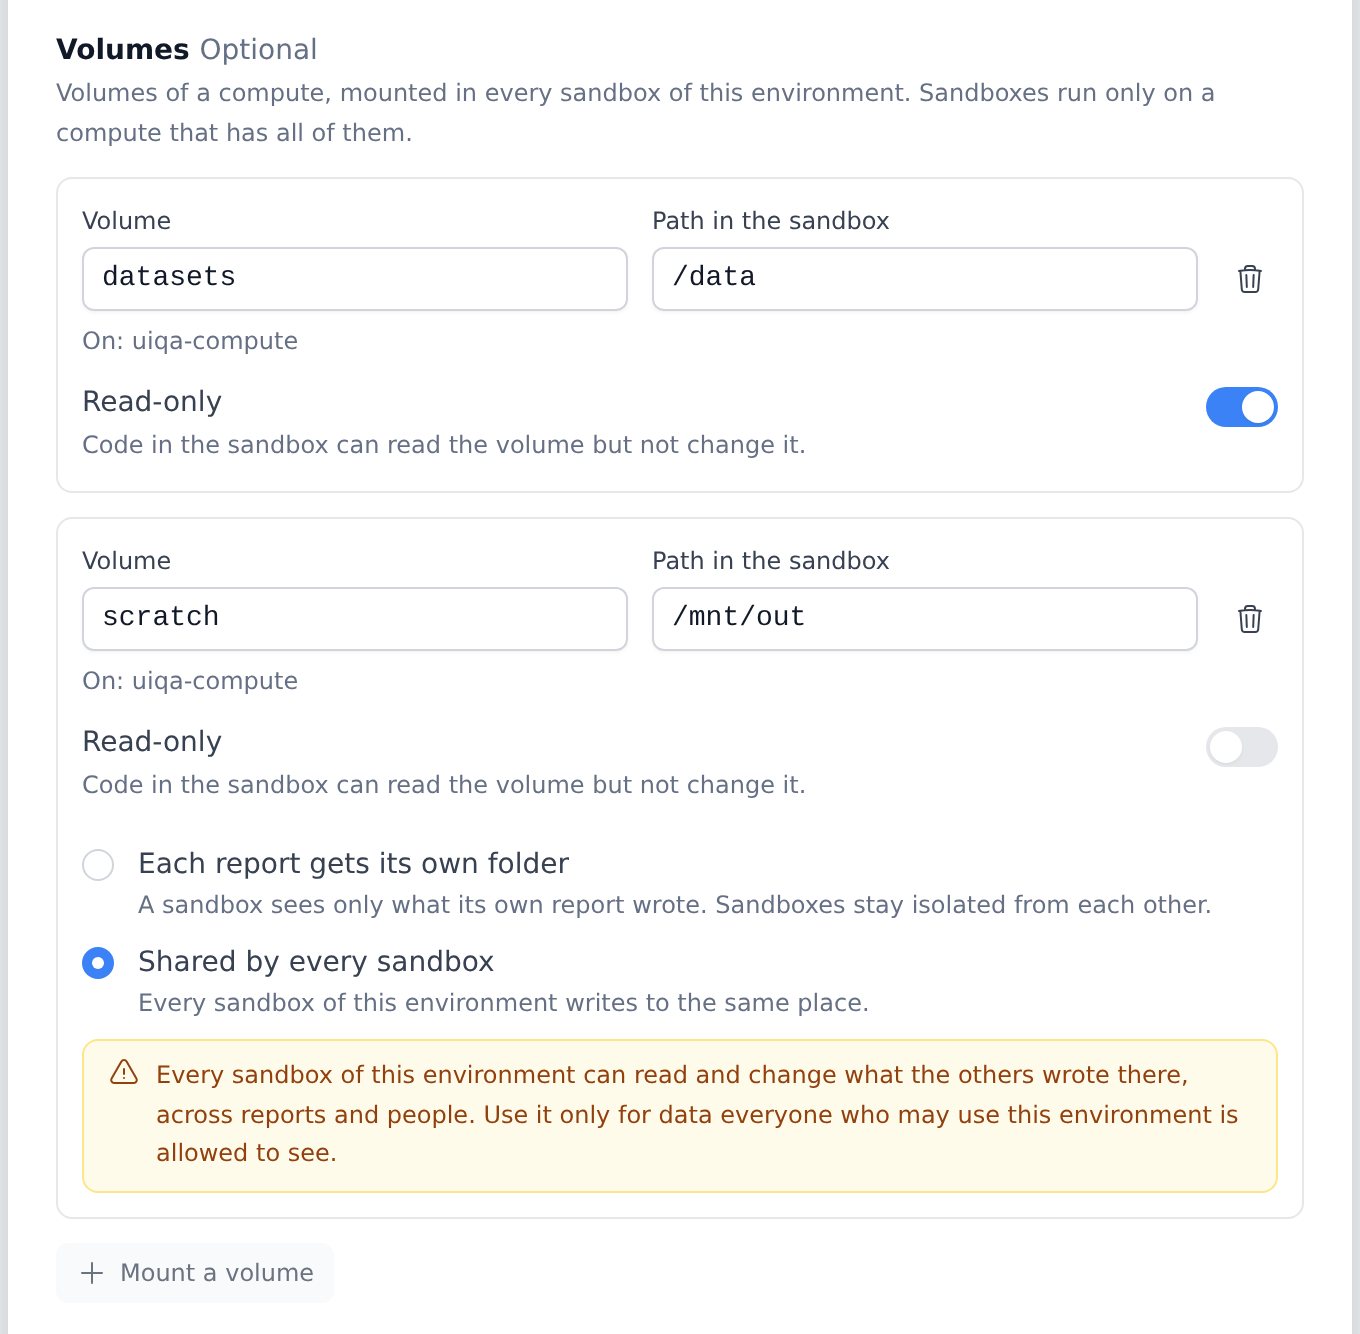 Volumes Optional
Volumes of a compute, mounted in every sandbox of this environment. Sandboxes run only on a
compute that has all of them.
Volume
Path in the sandbox
datasets
/data
On: uiqa-compute
Read-only
Code in the sandbox can read the volume but not change it.
Volume
Path in the sandbox
scratch
/mnt/out
On: uiqa-compute
Read-only
Code in the sandbox can read the volume but not change it.
Each report gets its own folder
A sandbox sees only what its own report wrote. Sandboxes stay isolated from each other.
Shared by every sandbox
Every sandbox of this environment writes to the same place.
Every sandbox of this environment can read and change what the others wrote there,
across reports and people. Use it only for data everyone who may use this environment is
allowed to see.
Mount a volume